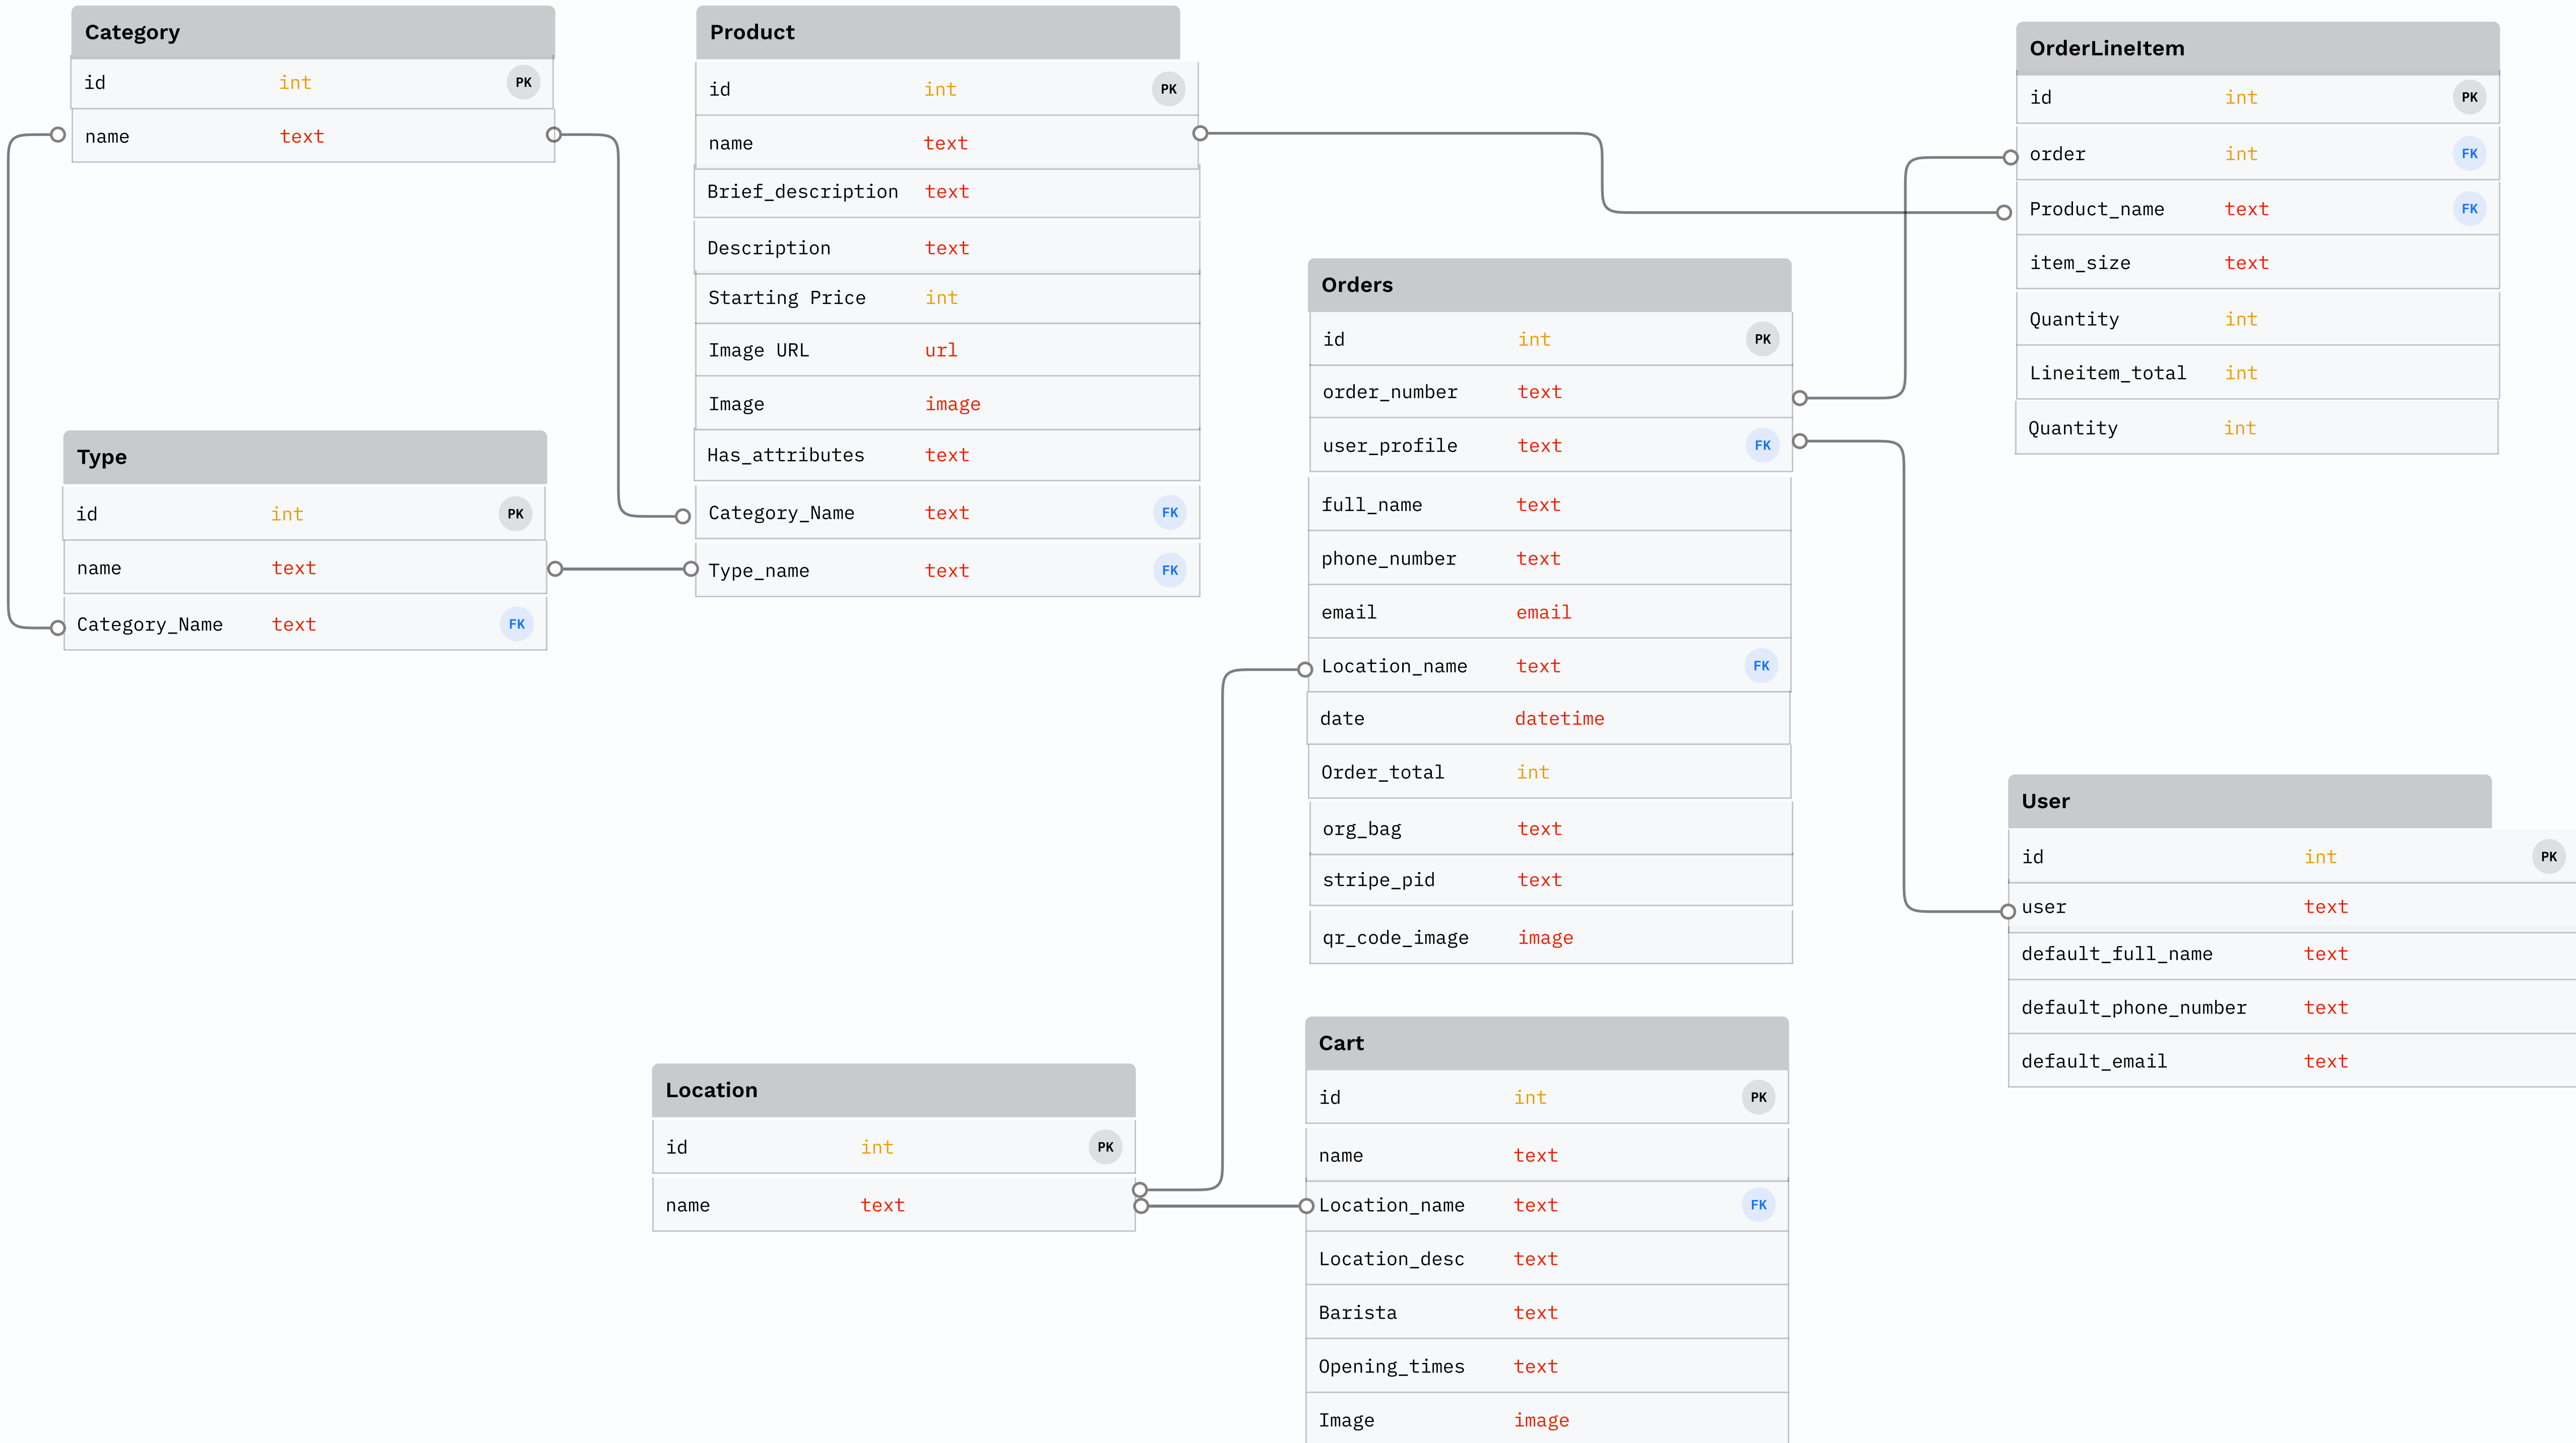 Category
id int PK
name text
Product
id int PK
name text
Brief_description text
Description text
Starting Price int
Image URL url
Image image
Has_attributes text
Category_Name text FK
Type_name text FK
OrderLineItem
id int PK
order int FK
Product_name text FK
item_size text
Quantity int
Lineitem_total int
Quantity int
Orders
id int PK
order_number text
user_profile text FK
full_name text
phone_number text
email email
Location_name text FK
date datetime
Order_total int
org_bag text
stripe_pid text
qr_code_image image
Type
id int PK
name text
Category_Name text FK
User
id int PK
user text
default_full_name text
default_phone_number text
default_email text
Location
id int PK
name text
Cart
id int PK
name text
Location_name text FK
Location_desc text
Barista text
Opening_times text
Image image